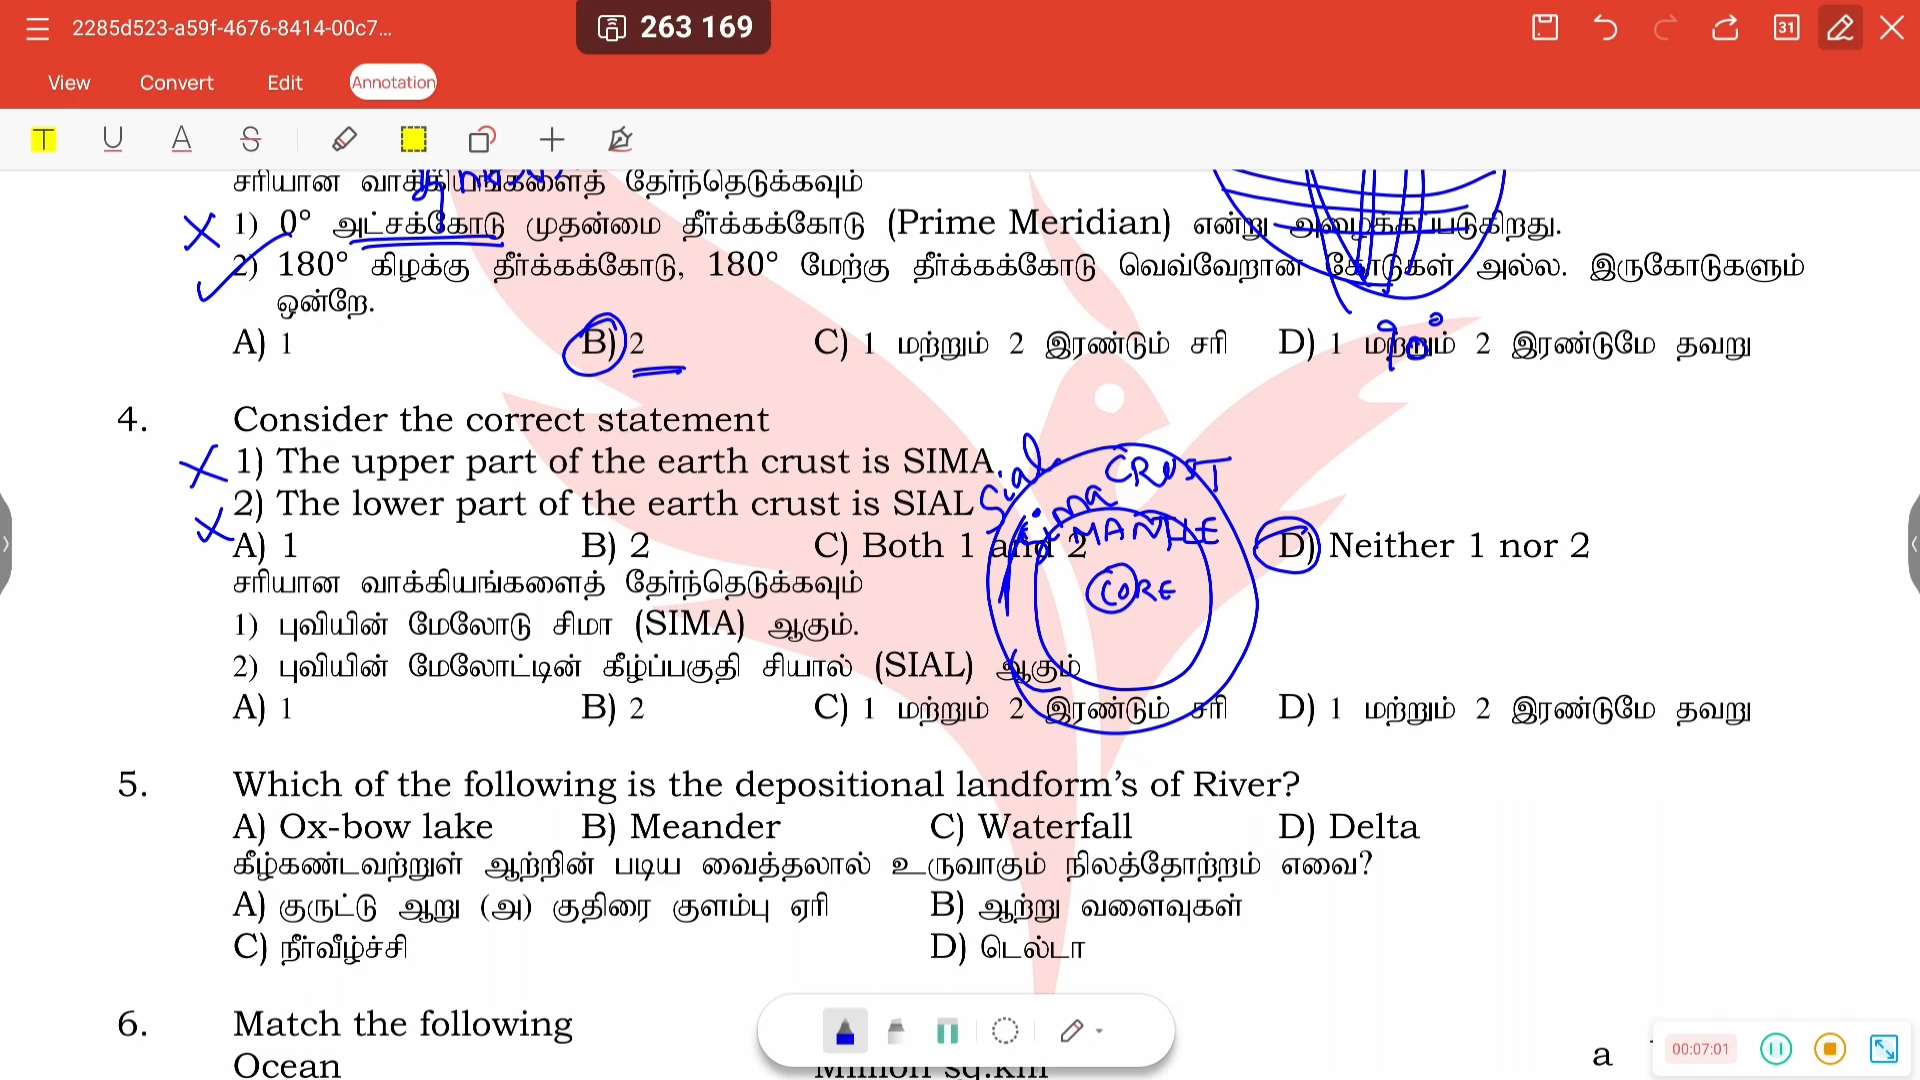 2285d523-a59f-4676-8414-00c7...
263 169
31
View Convert Edit Annotation
T U A S
சரியான வாக்கியங்களைத் தேர்ந்தெடுக்கவும்
1) 0° அட்சக்கோடு முதன்மை தீர்க்கக்கோடு (Prime Meridian) என்று அழைக்கப்படுகிறது.
2) 180° கிழக்கு தீர்க்கக்கோடு, 180° மேற்கு தீர்க்கக்கோடு வெவ்வேறான கோடுகள் அல்ல. இருகோடுகளும்
ஒன்றே.
A) 1 B) 2 C) 1 மற்றும் 2 இரண்டும் சரி D) 1 மற்றும் 2 இரண்டுமே தவறு
90°
4. Consider the correct statement
1) The upper part of the earth crust is SIMA.
Sial CRUST
2) The lower part of the earth crust is SIAL
Sima MANTLE
A) 1 B) 2 C) Both 1 and 2 D) Neither 1 nor 2
CORE
சரியான வாக்கியங்களைத் தேர்ந்தெடுக்கவும்
1) புவியின் மேலோடு சிமா (SIMA) ஆகும்.
2) புவியின் மேலோட்டின் கீழ்ப்பகுதி சியால் (SIAL) ஆகும்
A) 1 B) 2 C) 1 மற்றும் 2 இரண்டும் சரி D) 1 மற்றும் 2 இரண்டுமே தவறு
5. Which of the following is the depositional landform's of River?
A) Ox-bow lake B) Meander C) Waterfall D) Delta
கீழ்கண்டவற்றுள் ஆற்றின் படிய வைத்தலால் உருவாகும் நிலத்தோற்றம் எவை?
A) குருட்டு ஆறு (அ) குதிரை குளம்பு ஏரி B) ஆற்று வளைவுகள்
C) நீர்வீழ்ச்சி D) டெல்டா
6. Match the following
Ocean Million sq.km a
00:07:01